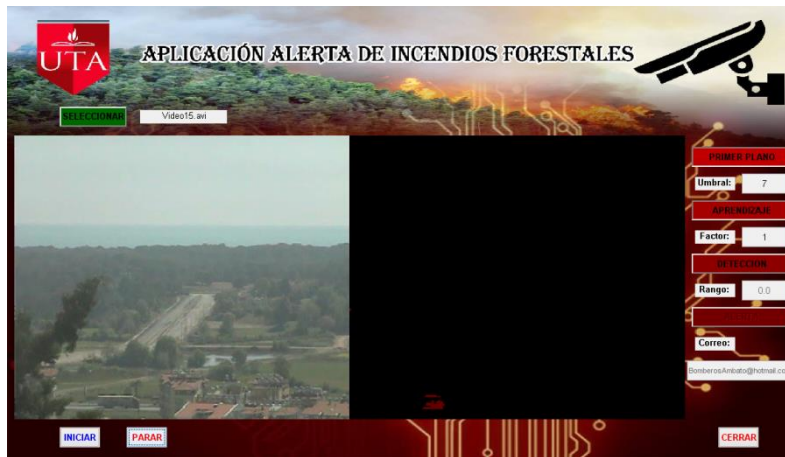 UTA
APLICACIÓN ALERTA DE INCENDIOS FORESTALES
SELECCIONAR
Video15.avi
PRIMER PLANO
Umbral: 7
APRENDIZAJE
Factor: 1
DETECCION
Rango: 0.0
Correo:
BomberosAmbato@hotmail.co
INICIAR
PARAR
CERRAR